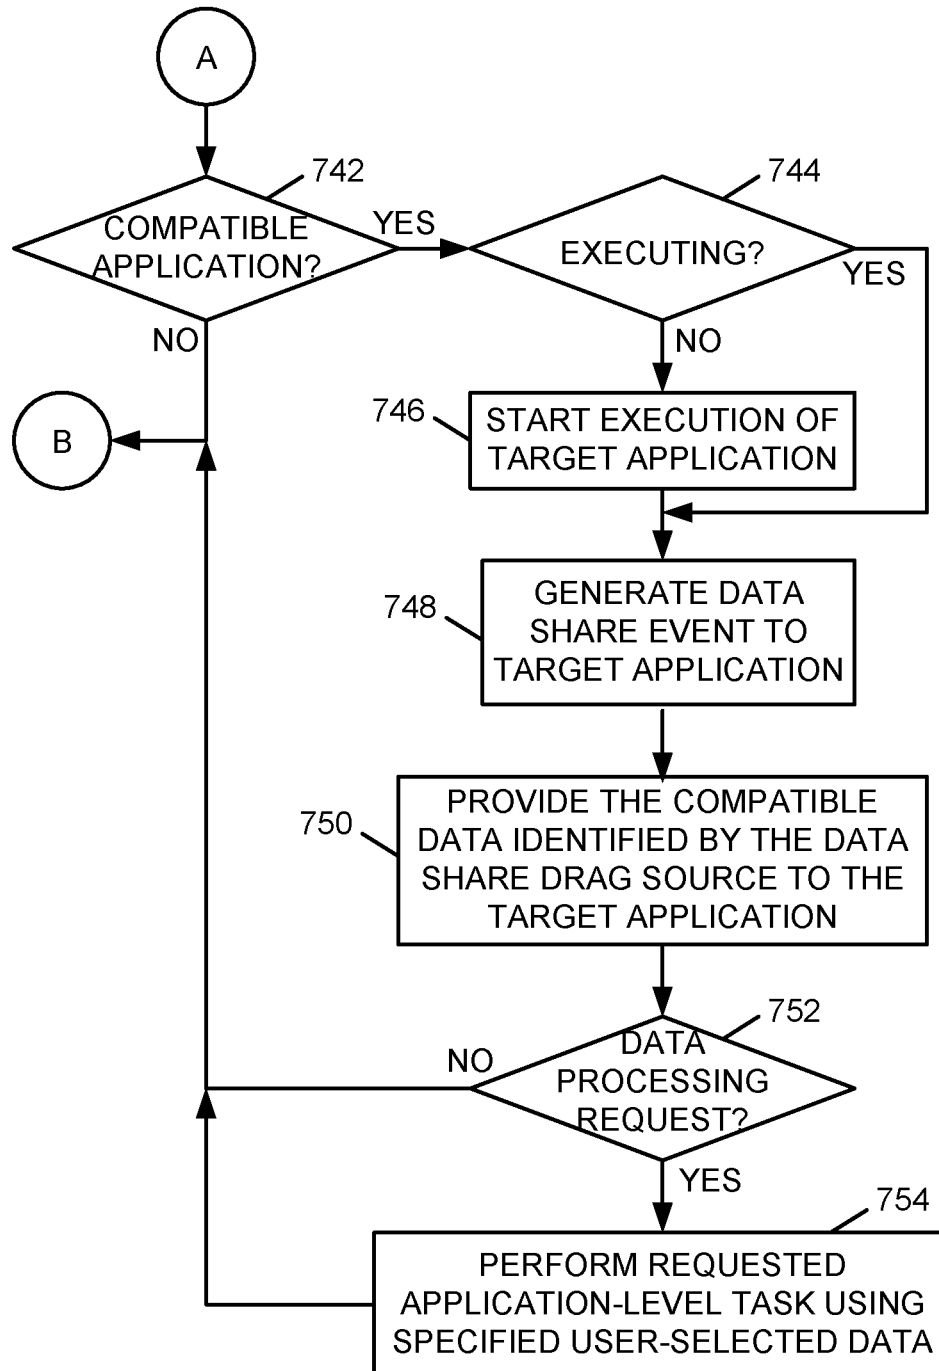 A
742
COMPATIBLE
APPLICATION?
YES
NO
744
EXECUTING?
YES
NO
B
746
START EXECUTION OF
TARGET APPLICATION
748
GENERATE DATA
SHARE EVENT TO
TARGET APPLICATION
750
PROVIDE THE COMPATIBLE
DATA IDENTIFIED BY THE DATA
SHARE DRAG SOURCE TO THE
TARGET APPLICATION
752
DATA
PROCESSING
REQUEST?
NO
YES
754
PERFORM REQUESTED
APPLICATION-LEVEL TASK USING
SPECIFIED USER-SELECTED DATA